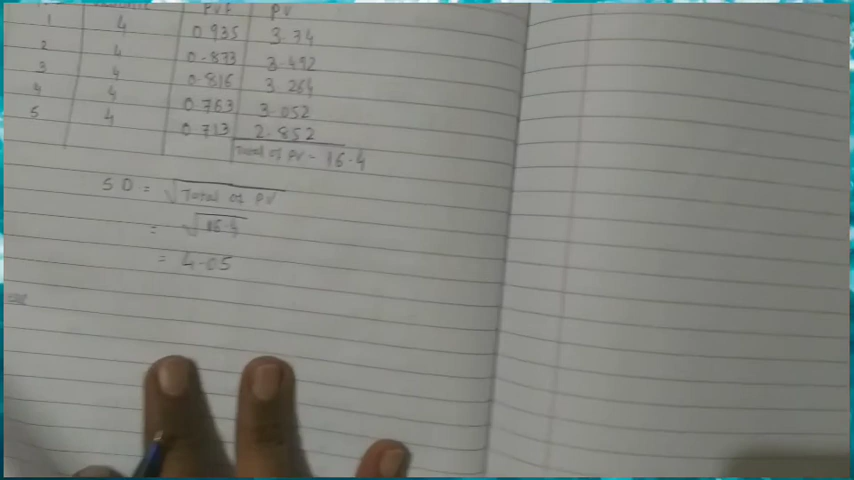 PVF PV
1 4 0.935 3.74
2 4 0.873 3.492
3 4 0.816 3.264
4 4 0.763 3.052
5 4 0.713 2.852
Total of PV - 16.4
SD = √Total of PV
= √16.4
= 4.05